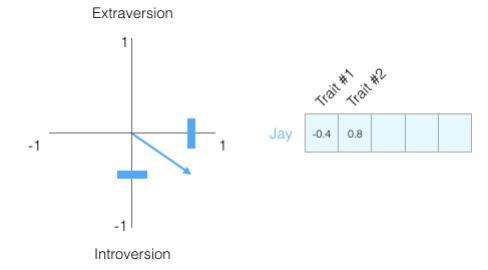 Extraversion
1
-1
1
-1
Introversion
Trait #1
Trait #2
Jay
-0.4
0.8